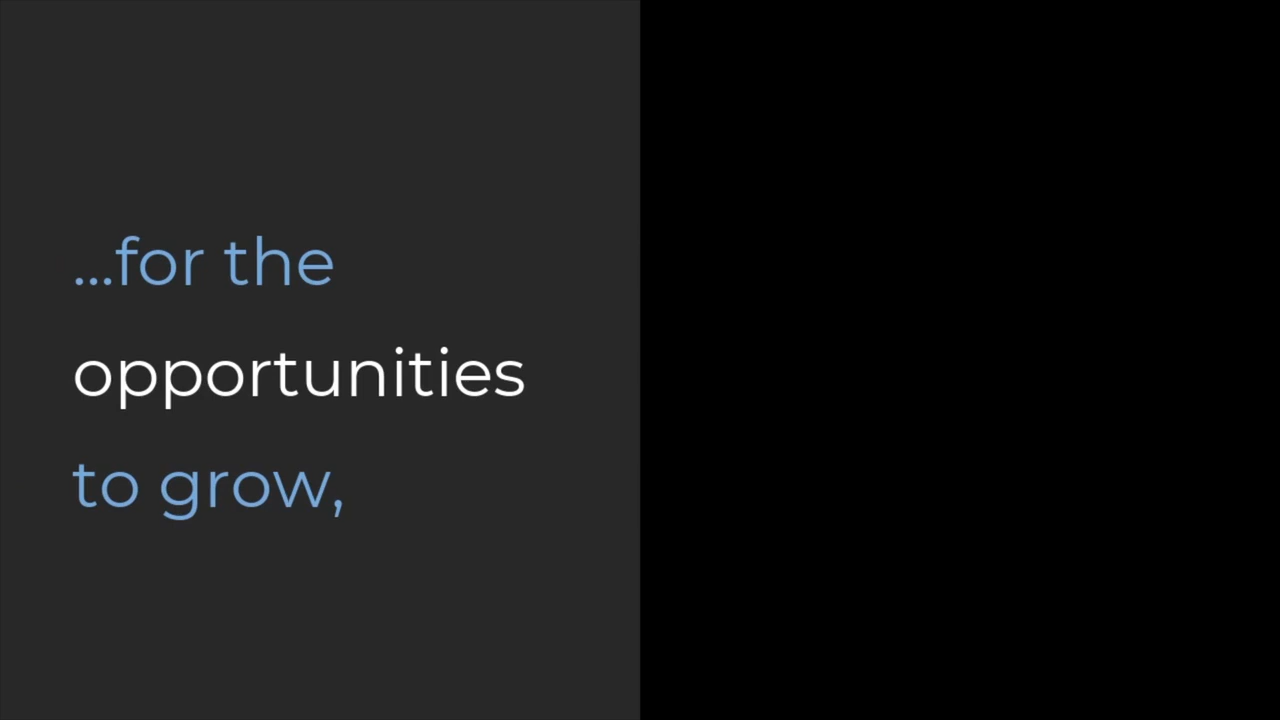 ...for the
opportunities
to grow,